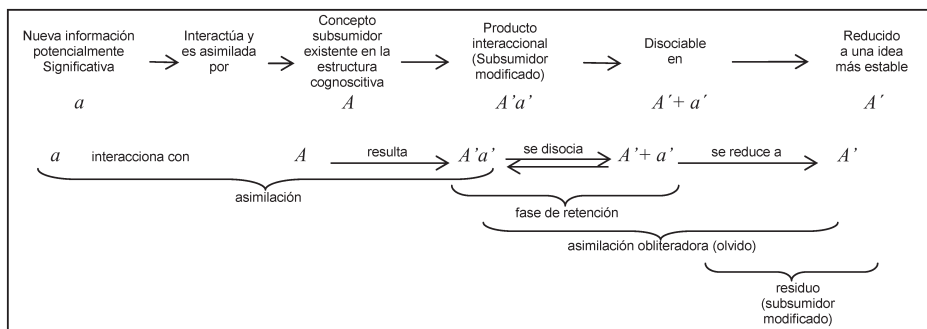 Nueva información
potencialmente
Significativa
Interactúa y
es asimilada
por
Concepto
subsumidor
existente en la
estructura
cognoscitiva
Producto
interaccional
(Subsumidor
modificado)
Disociable
en
Reducido
a una idea
más estable
a
A
A’a’
A´+ a´
A´
a interacciona con A resulta A’a’ se disocia A’+ a’ se reduce a A’
asimilación
fase de retención
asimilación obliteradora (olvido)
residuo
(subsumidor
modificado)